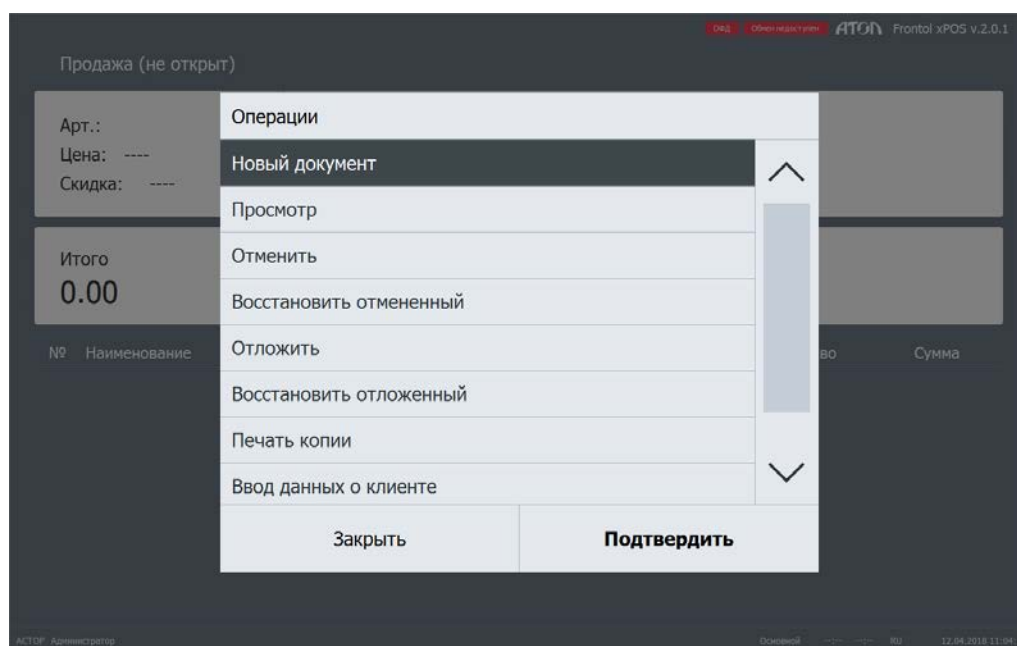 ОФД Обмен недоступен АТОЛ Frontol xPOS v.2.0.1
Продажа (не открыт)
Операции
Арт.:
Цена: ----
Скидка: ----
Новый документ
Просмотр
Итого
0.00
Отменить
Восстановить отмененный
Отложить
№ Наименование во Сумма
Восстановить отложенный
Печать копии
Ввод данных о клиенте
Закрыть Подтвердить
АСТОР Администратор Основной --:-- --:-- RU 12.04.2018 11:04